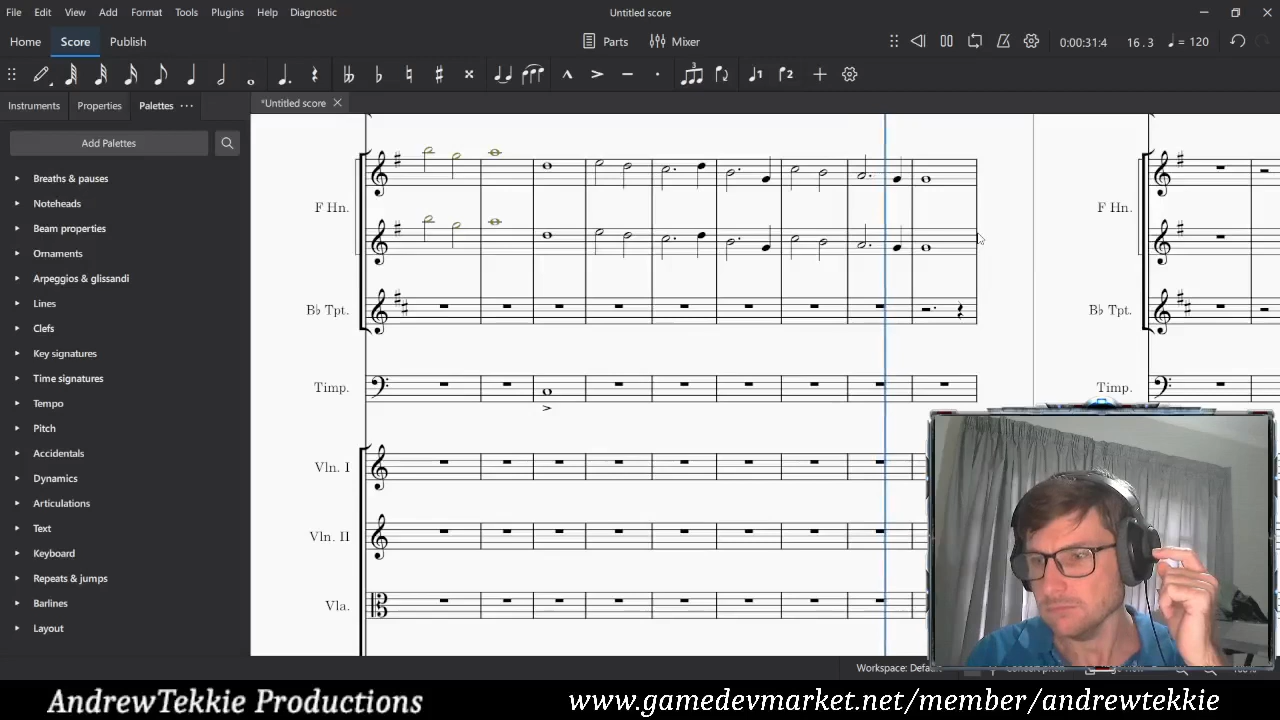 File Edit View Add Format Tools Plugins Help Diagnostic Untitled score
Home Score Publish Parts Mixer 0:00:31:4 16 . 3 = 120
3
1 2
Instruments Properties Palettes *Untitled score
Add Palettes
Breaths & pauses
Noteheads
Beam properties
Ornaments
Arpeggios & glissandi
Lines
Clefs
Key signatures
Time signatures
Tempo
Pitch
Accidentals
Dynamics
Articulations
Text
Keyboard
Repeats & jumps
Barlines
Layout
F Hn. F Hn.
B♭ Tpt. B♭ Tpt.
Timp. Timp.
Vln. I
Vln. II
Vla.
Workspace:
AndrewTekkie Productions www.gamedevmarket.net/member/andrewtekkie